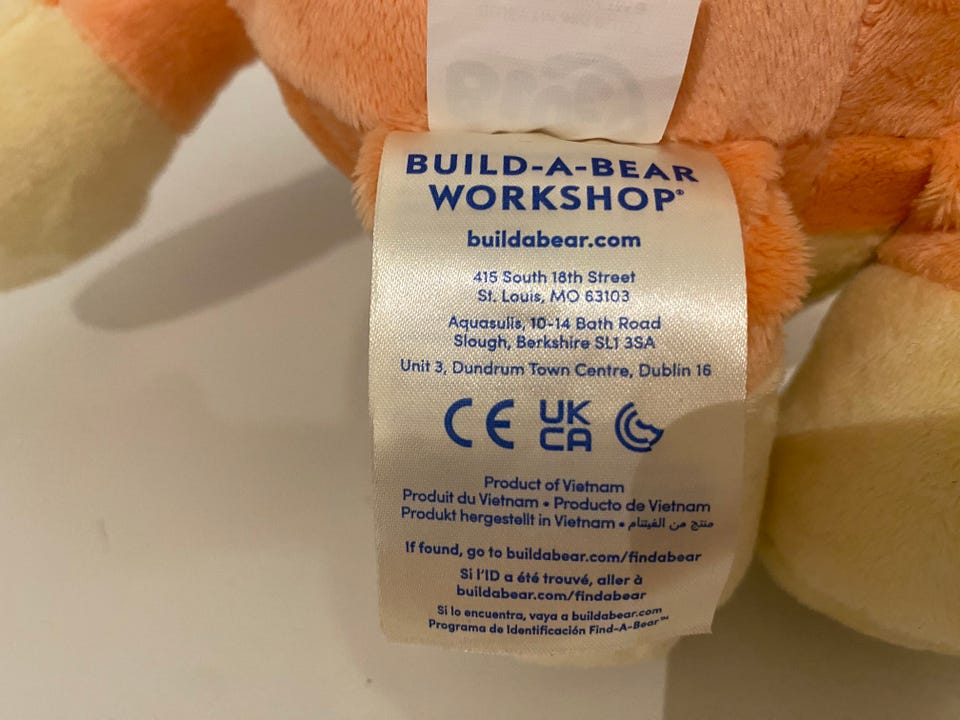 BUILD-A-BEAR
WORKSHOP®
buildabear.com
415 South 18th Street
St. Louis, MO 63103
Aquasulis, 10-14 Bath Road
Slough, Berkshire SL1 3SA
Unit 3, Dundrum Town Centre, Dublin 16
CE UK
CA
Product of Vietnam
Produit du Vietnam • Producto de Vietnam
Produkt hergestellt in Vietnam • منتج من الفيتنام
If found, go to buildabear.com/findabear
Si l'ID a été trouvé, aller à
buildabear.com/findabear
Si lo encuentra, vaya a buildabear.com
Programa de Identificación Find-A-Bear™